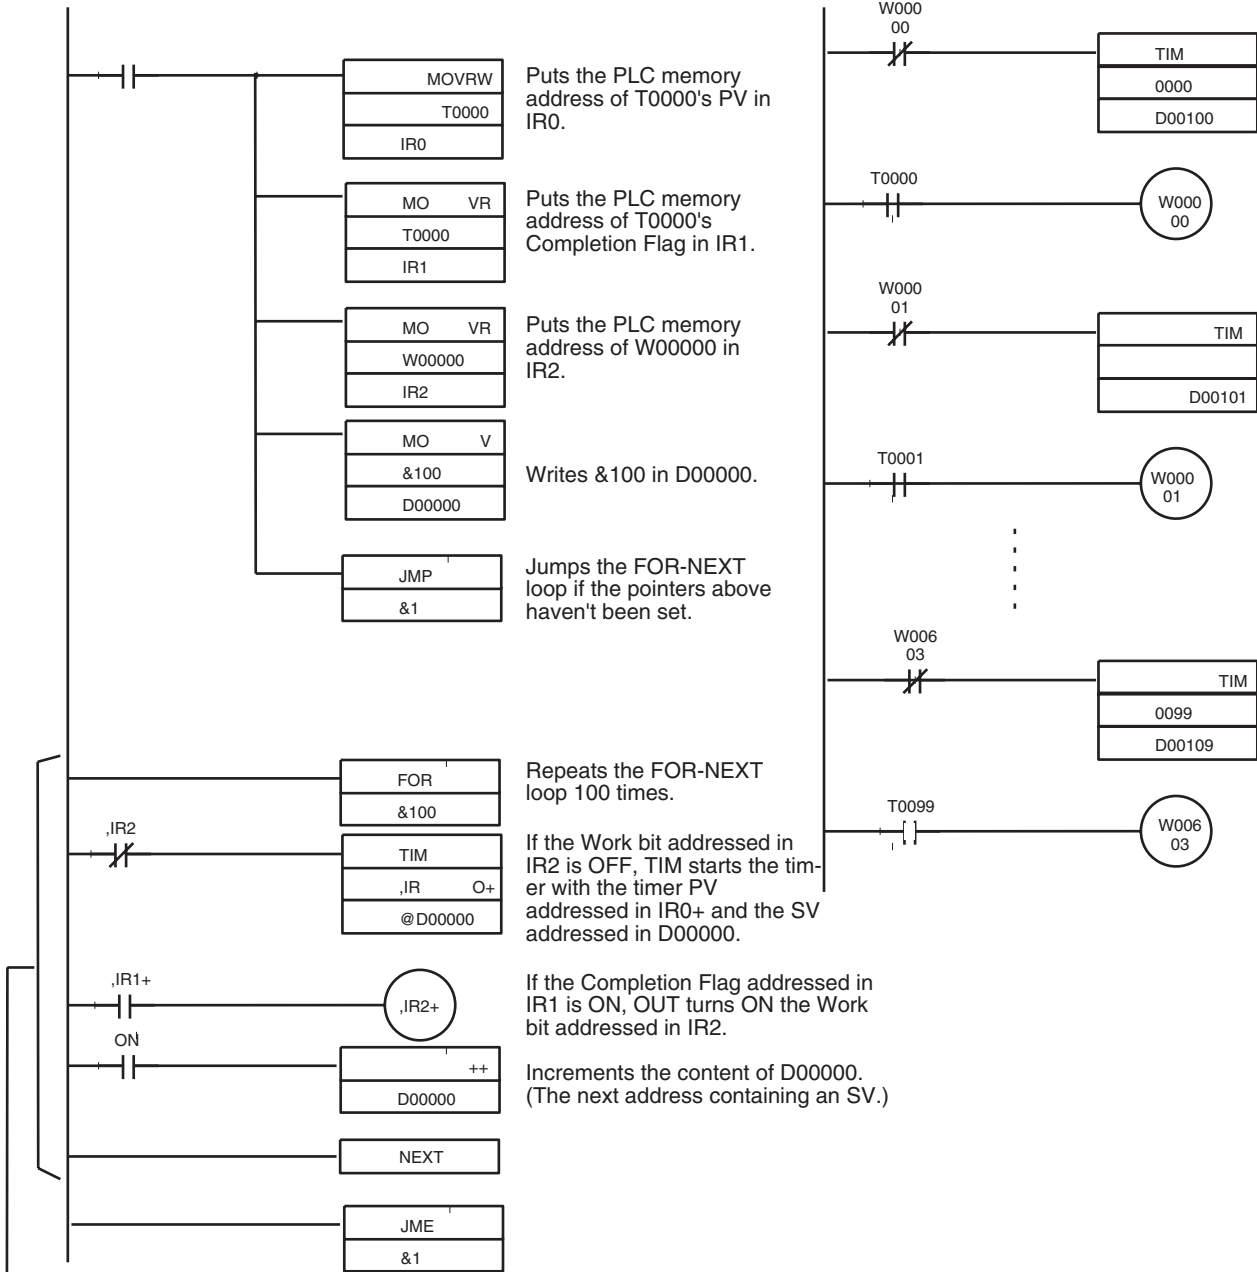 MOVRW
T0000
IR0
Puts the PLC memory
address of T0000's PV in
IR0.
MO VR
T0000
IR1
Puts the PLC memory
address of T0000's
Completion Flag in IR1.
MO VR
W00000
IR2
Puts the PLC memory
address of W00000 in
IR2.
MO V
&100
D00000
Writes &100 in D00000.
JMP
&1
Jumps the FOR-NEXT
loop if the pointers above
haven't been set.
FOR
&100
Repeats the FOR-NEXT
loop 100 times.
,IR2
TIM
,IR O+
@D00000
If the Work bit addressed in
IR2 is OFF, TIM starts the tim-
er with the timer PV
addressed in IR0+ and the SV
addressed in D00000.
,IR1+
,IR2+
If the Completion Flag addressed in
IR1 is ON, OUT turns ON the Work
bit addressed in IR2.
ON
++
D00000
Increments the content of D00000.
(The next address containing an SV.)
NEXT
JME
&1
W000
00
TIM
0000
D00100
T0000
W000
00
W000
01
TIM
D00101
T0001
W000
01
W006
03
TIM
0099
D00109
T0099
W006
03